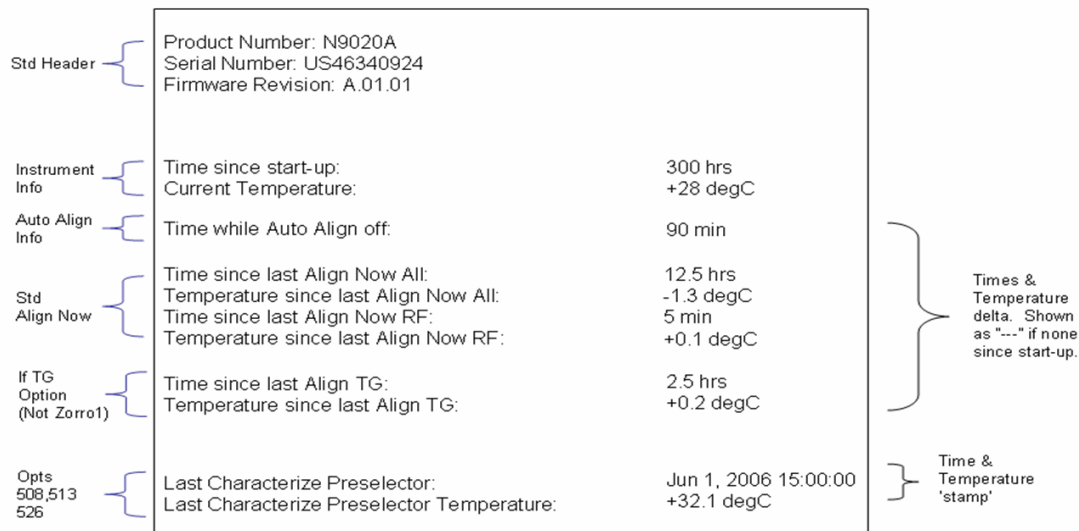 Std Header
Product Number: N9020A
Serial Number: US46340924
Firmware Revision: A.01.01
Instrument
Info
Time since start-up: 300 hrs
Current Temperature: +28 degC
Auto Align
Info
Time while Auto Align off: 90 min
Std
Align Now
Time since last Align Now All: 12.5 hrs
Temperature since last Align Now All: -1.3 degC
Time since last Align Now RF: 5 min
Temperature since last Align Now RF: +0.1 degC
Times &
Temperature
delta. Shown
as "---" if none
since start-up.
If TG
Option
(Not Zorro1)
Time since last Align TG: 2.5 hrs
Temperature since last Align TG: +0.2 degC
Opts
508,513
526
Last Characterize Preselector: Jun 1, 2006 15:00:00
Last Characterize Preselector Temperature: +32.1 degC
Time &
Temperature
'stamp'